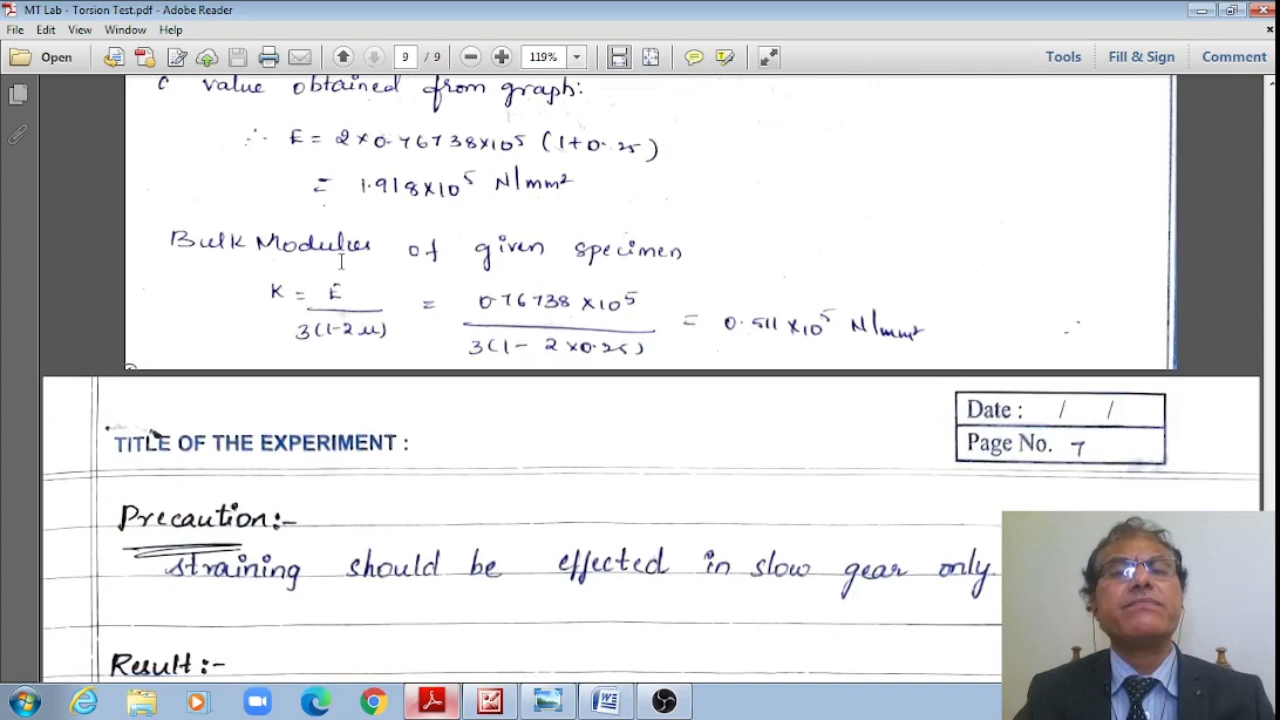 MT Lab - Torsion Test.pdf - Adobe Reader
File Edit View Window Help
Open 9 / 9 119% Tools Fill & Sign Comment
C value obtained from graph:
∴ E = 2 × 0.76738×10⁵ (1+0.25)
= 1.918×10⁵ N/mm²
Bulk Modulus of given specimen
K = E / 3(1-2μ) = 0.76738 ×10⁵ / 3(1 - 2×0.25) = 0.511×10⁵ N/mm²
TITLE OF THE EXPERIMENT :
Date : / /
Page No. 7
Precaution:-
straining should be effected in slow gear only.
Result:-